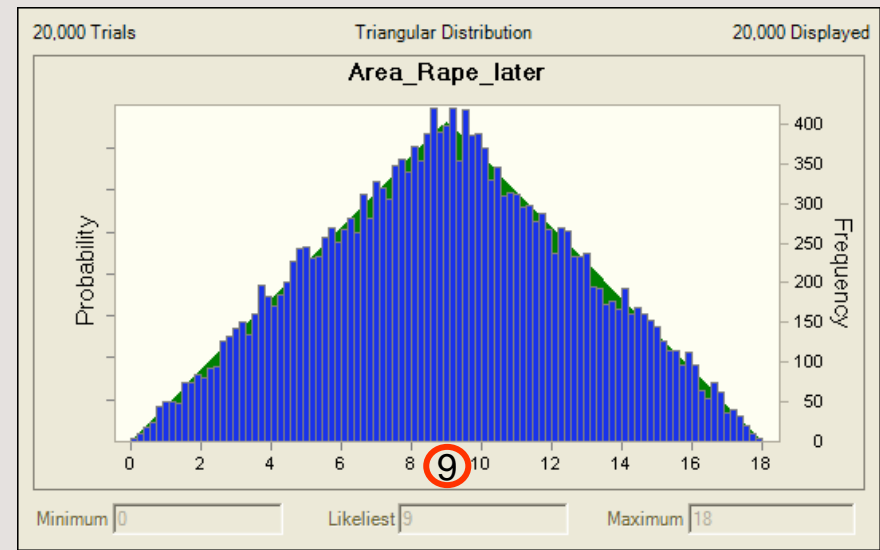 20,000 Trials Triangular Distribution 20,000 Displayed
Area_Rape_later
Probability
Frequency
400
350
300
250
200
150
100
50
0
0 2 4 6 8 9 10 12 14 16 18
Minimum 0 Likeliest 9 Maximum 18